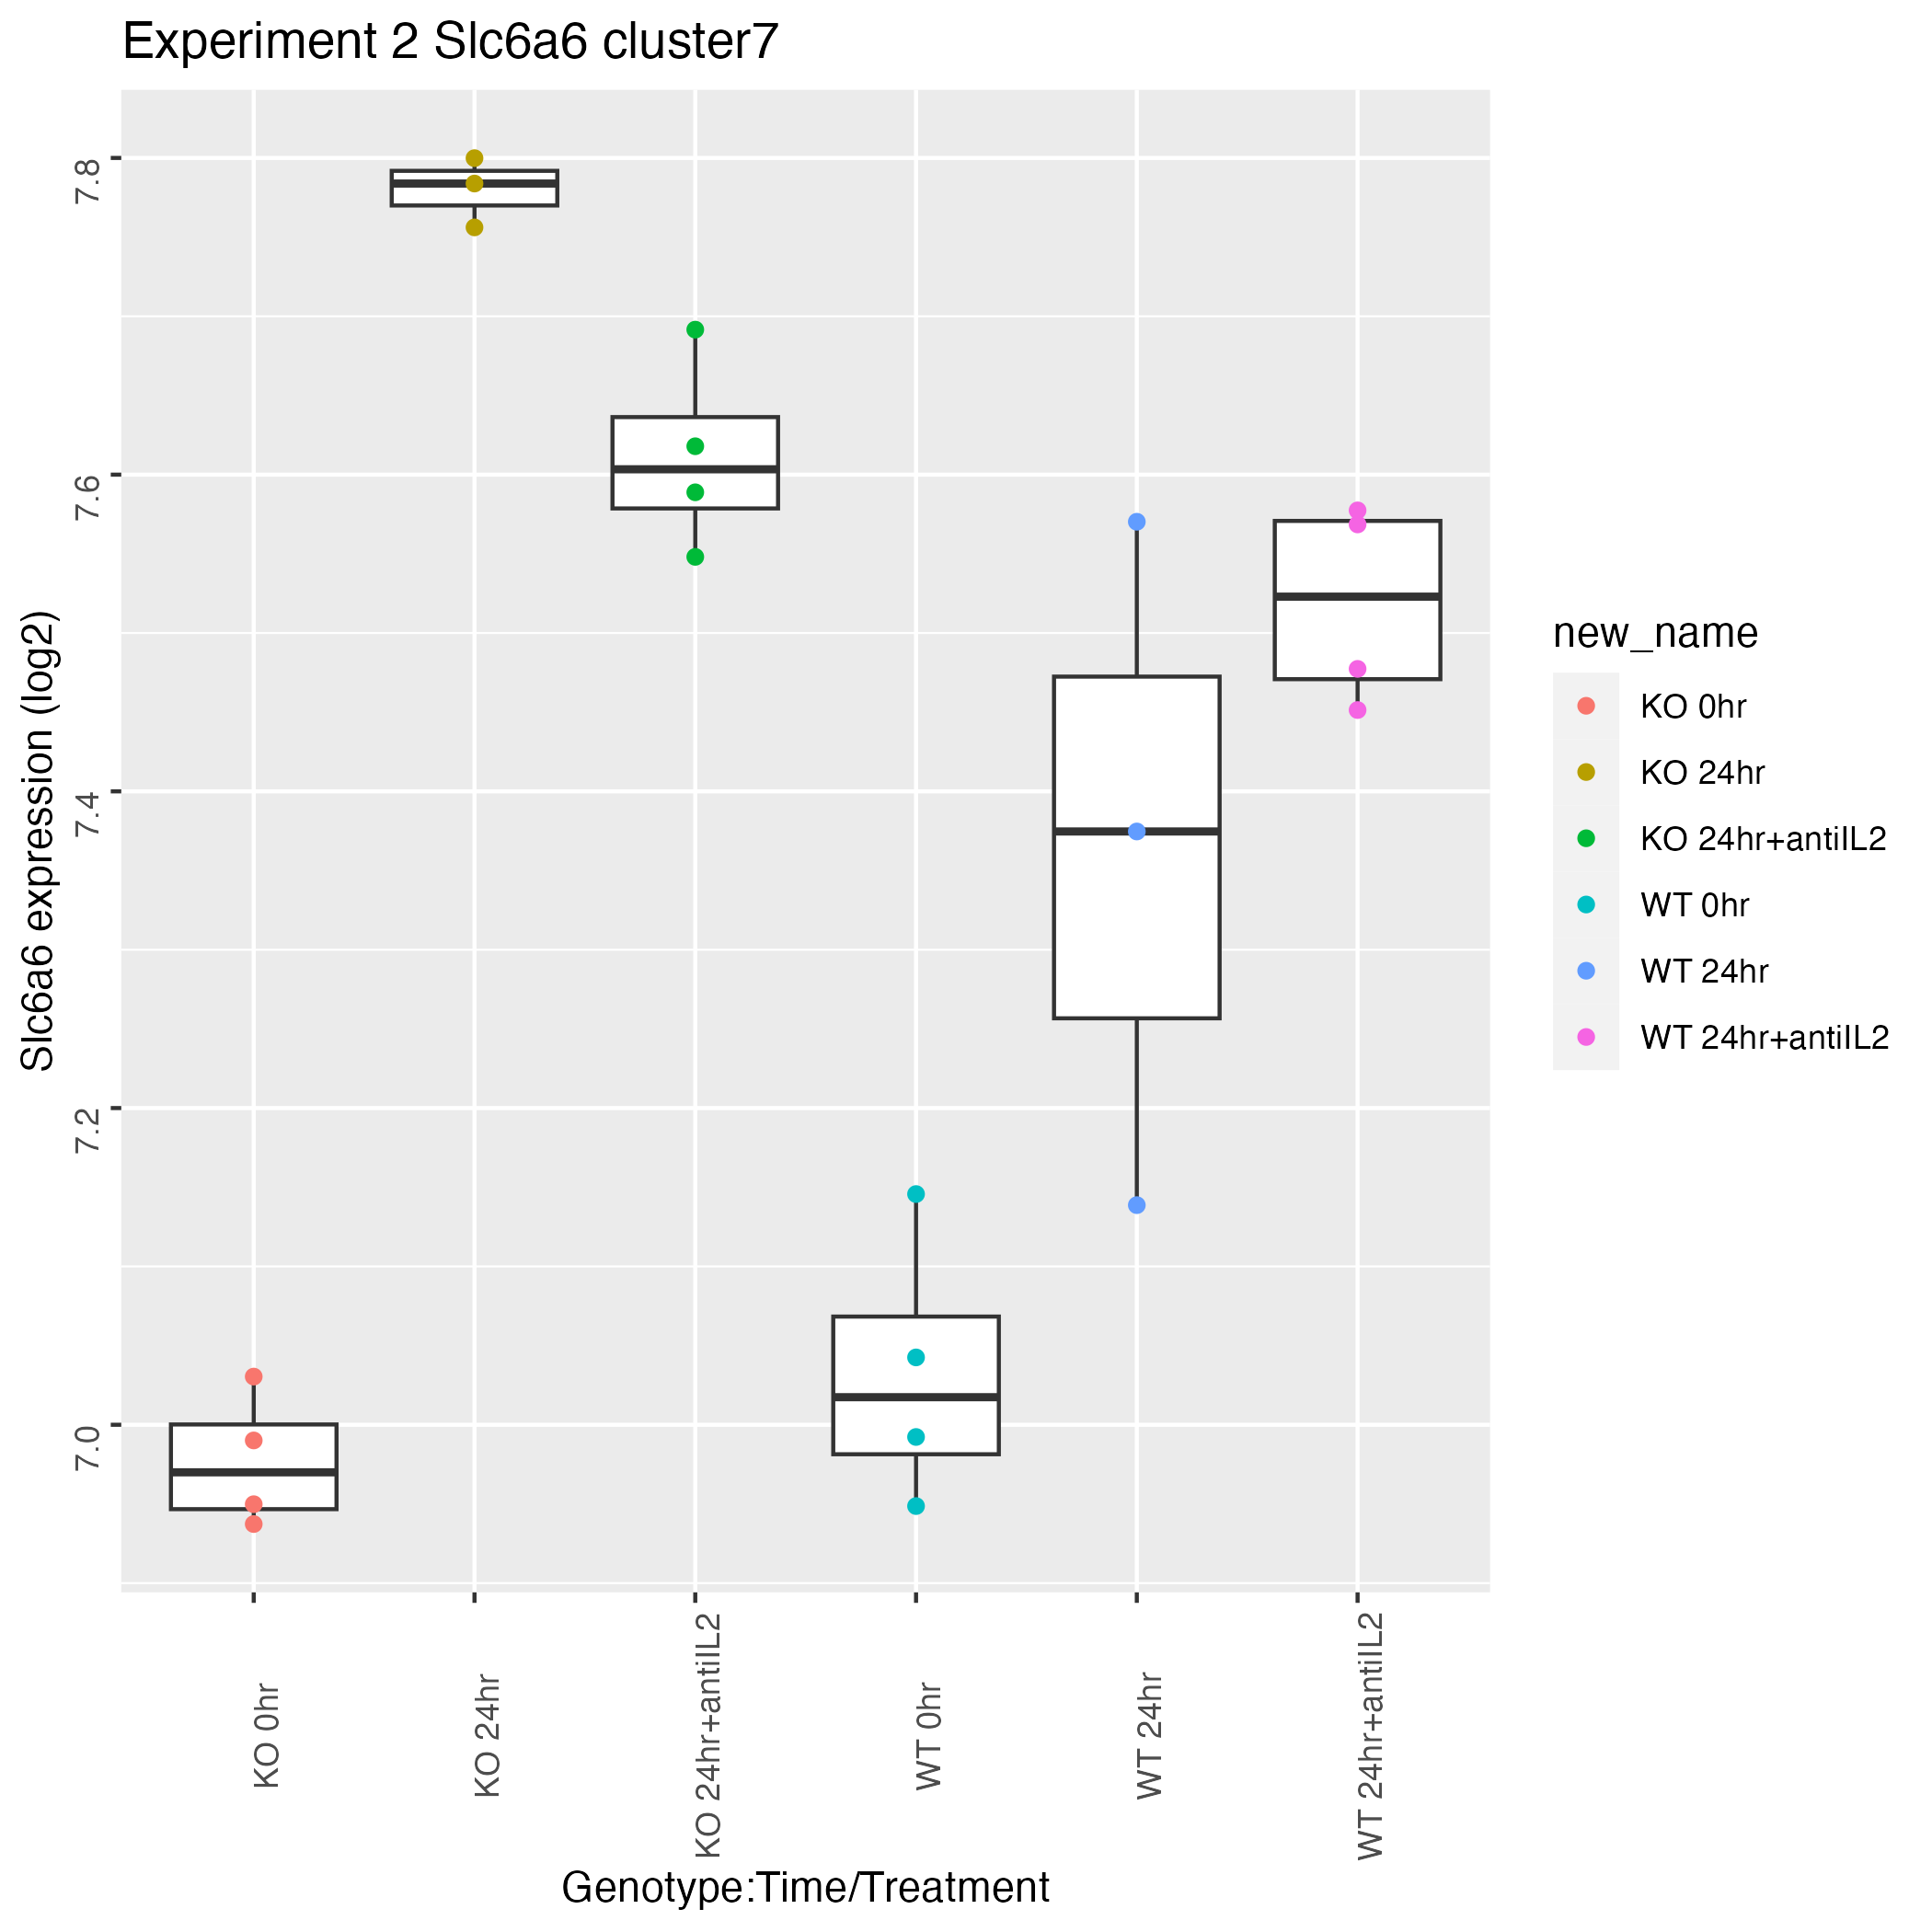 Experiment 2 Slc6a6 cluster7
Slc6a6 expression (log2)
7.8
7.6
7.4
7.2
7.0
KO 0hr
KO 24hr
KO 24hr+antiIL2
WT 0hr
WT 24hr
WT 24hr+antiIL2
Genotype:Time/Treatment
new_name
KO 0hr
KO 24hr
KO 24hr+antiIL2
WT 0hr
WT 24hr
WT 24hr+antiIL2